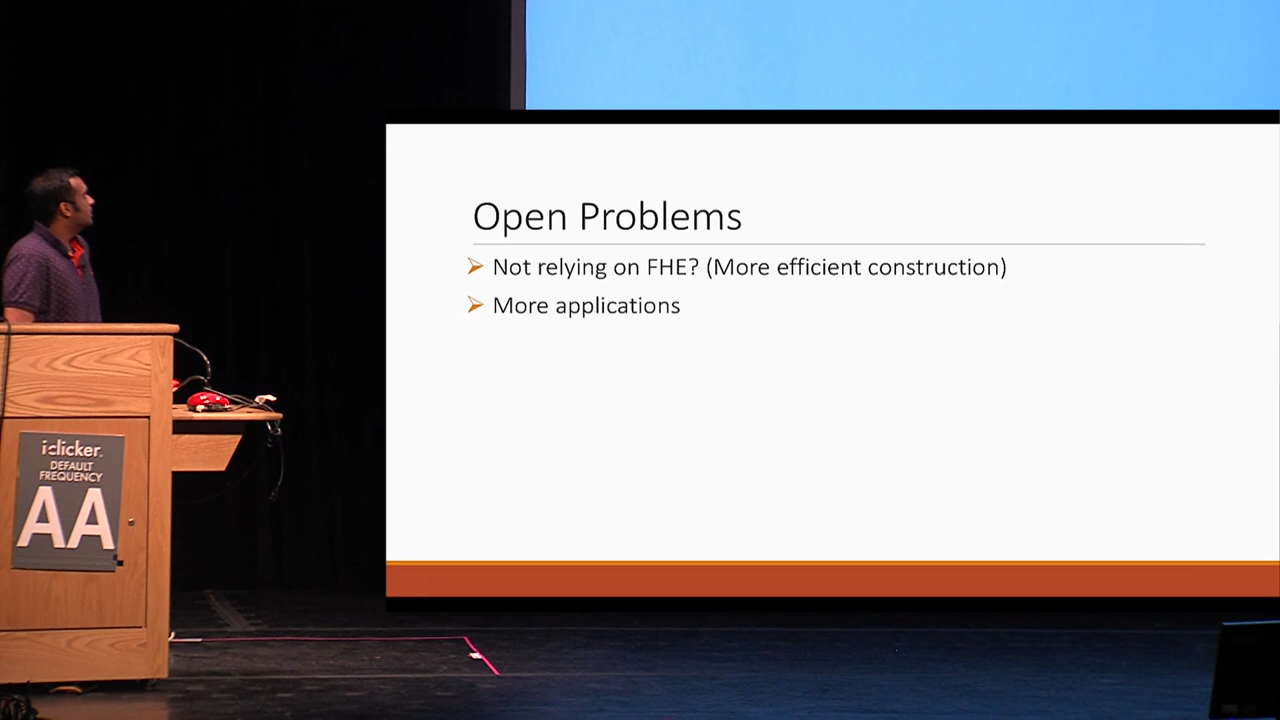 Open Problems
Not relying on FHE? (More efficient construction)
More applications
iclicker.
DEFAULT
FREQUENCY
AA